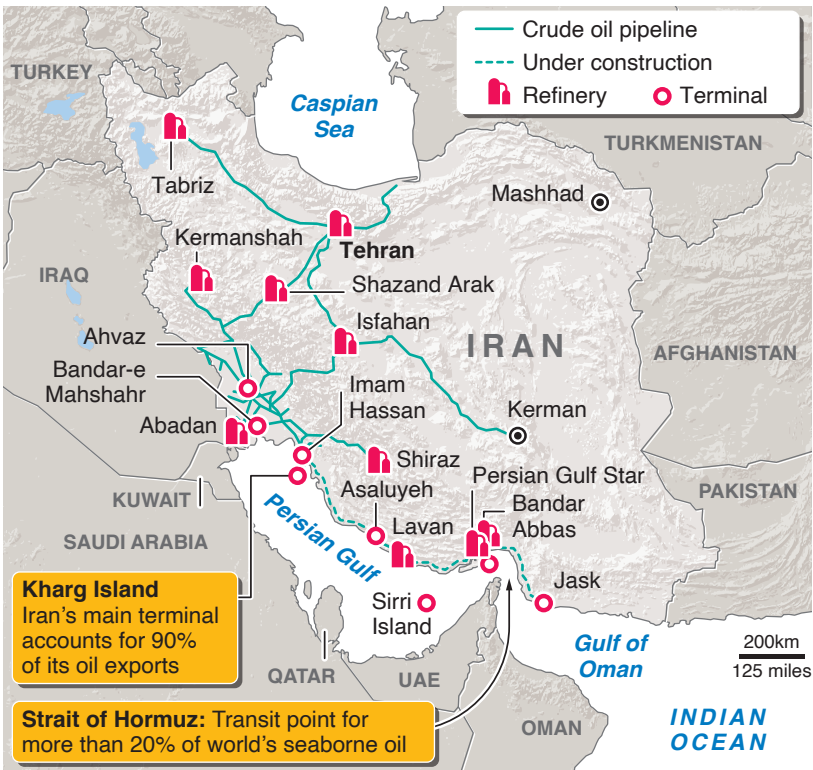 Crude oil pipeline
Under construction
Refinery
Terminal
TURKEY
Caspian
Sea
TURKMENISTAN
Tabriz
Mashhad
Kermanshah
Tehran
IRAQ
Shazand Arak
Isfahan
Ahvaz
IRAN
AFGHANISTAN
Bandar-e
Mahshahr
Imam
Hassan
Abadan
Kerman
Shiraz
Persian Gulf Star
KUWAIT
Asaluyeh
Bandar
Abbas
PAKISTAN
Persian Gulf
Lavan
SAUDI ARABIA
Kharg Island
Iran's main terminal
accounts for 90%
of its oil exports
Sirri
Island
Jask
Gulf of
Oman
200km
125 miles
QATAR
UAE
Strait of Hormuz: Transit point for
more than 20% of world's seaborne oil
OMAN
INDIAN
OCEAN